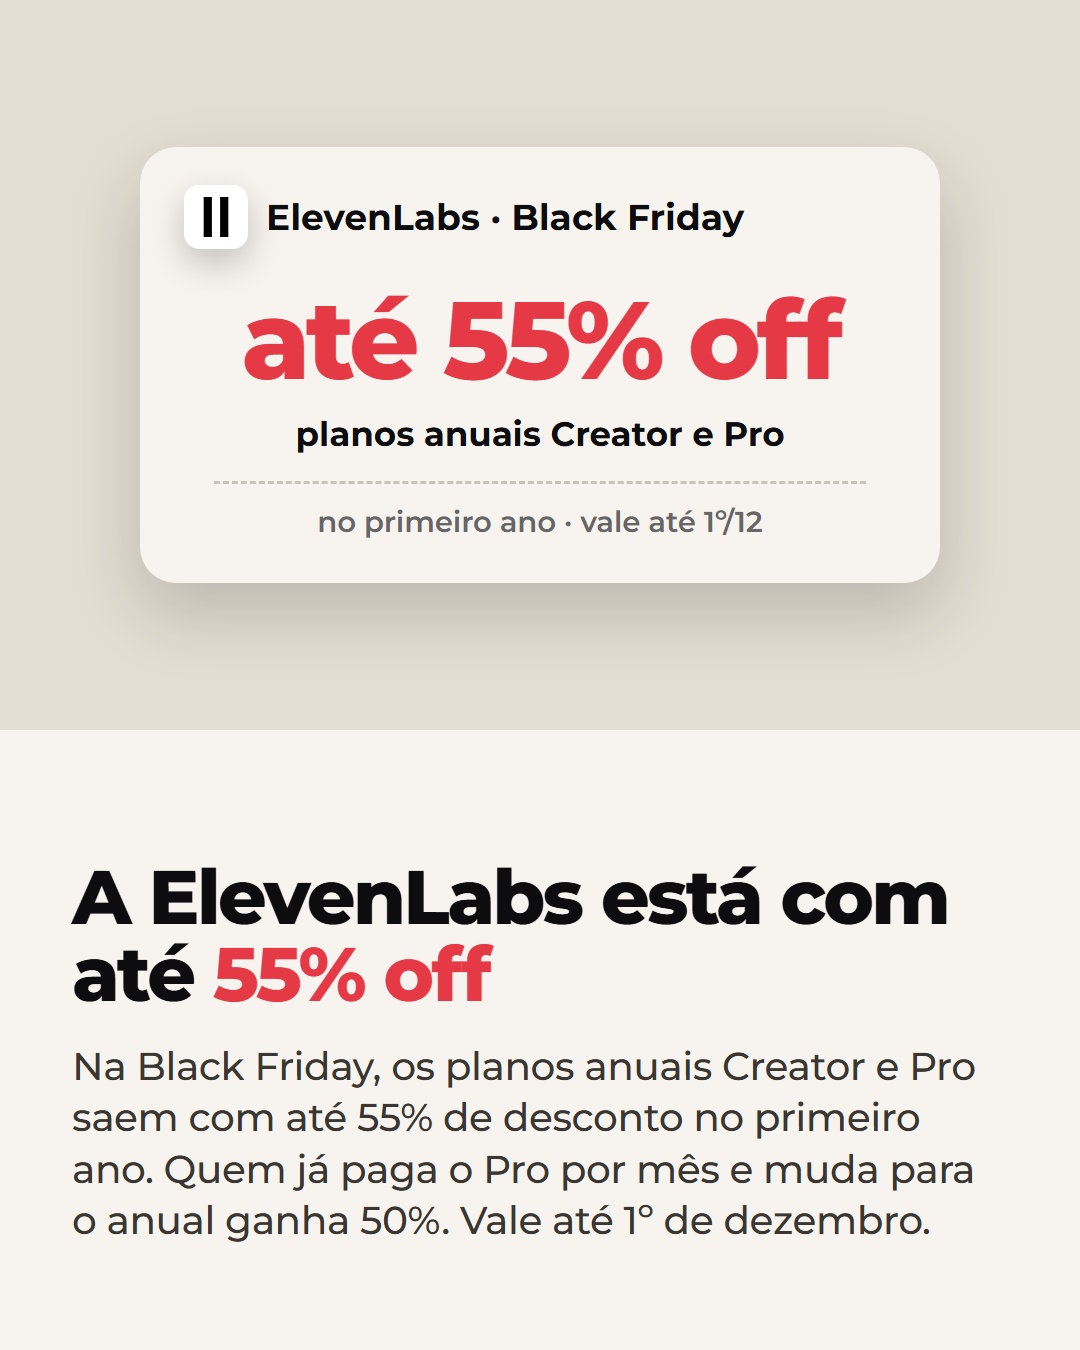 ElevenLabs · Black Friday
até 55% off
planos anuais Creator e Pro
no primeiro ano · vale até 1º/12
A ElevenLabs está com
até 55% off
Na Black Friday, os planos anuais Creator e Pro
saem com até 55% de desconto no primeiro
ano. Quem já paga o Pro por mês e muda para
o anual ganha 50%. Vale até 1º de dezembro.